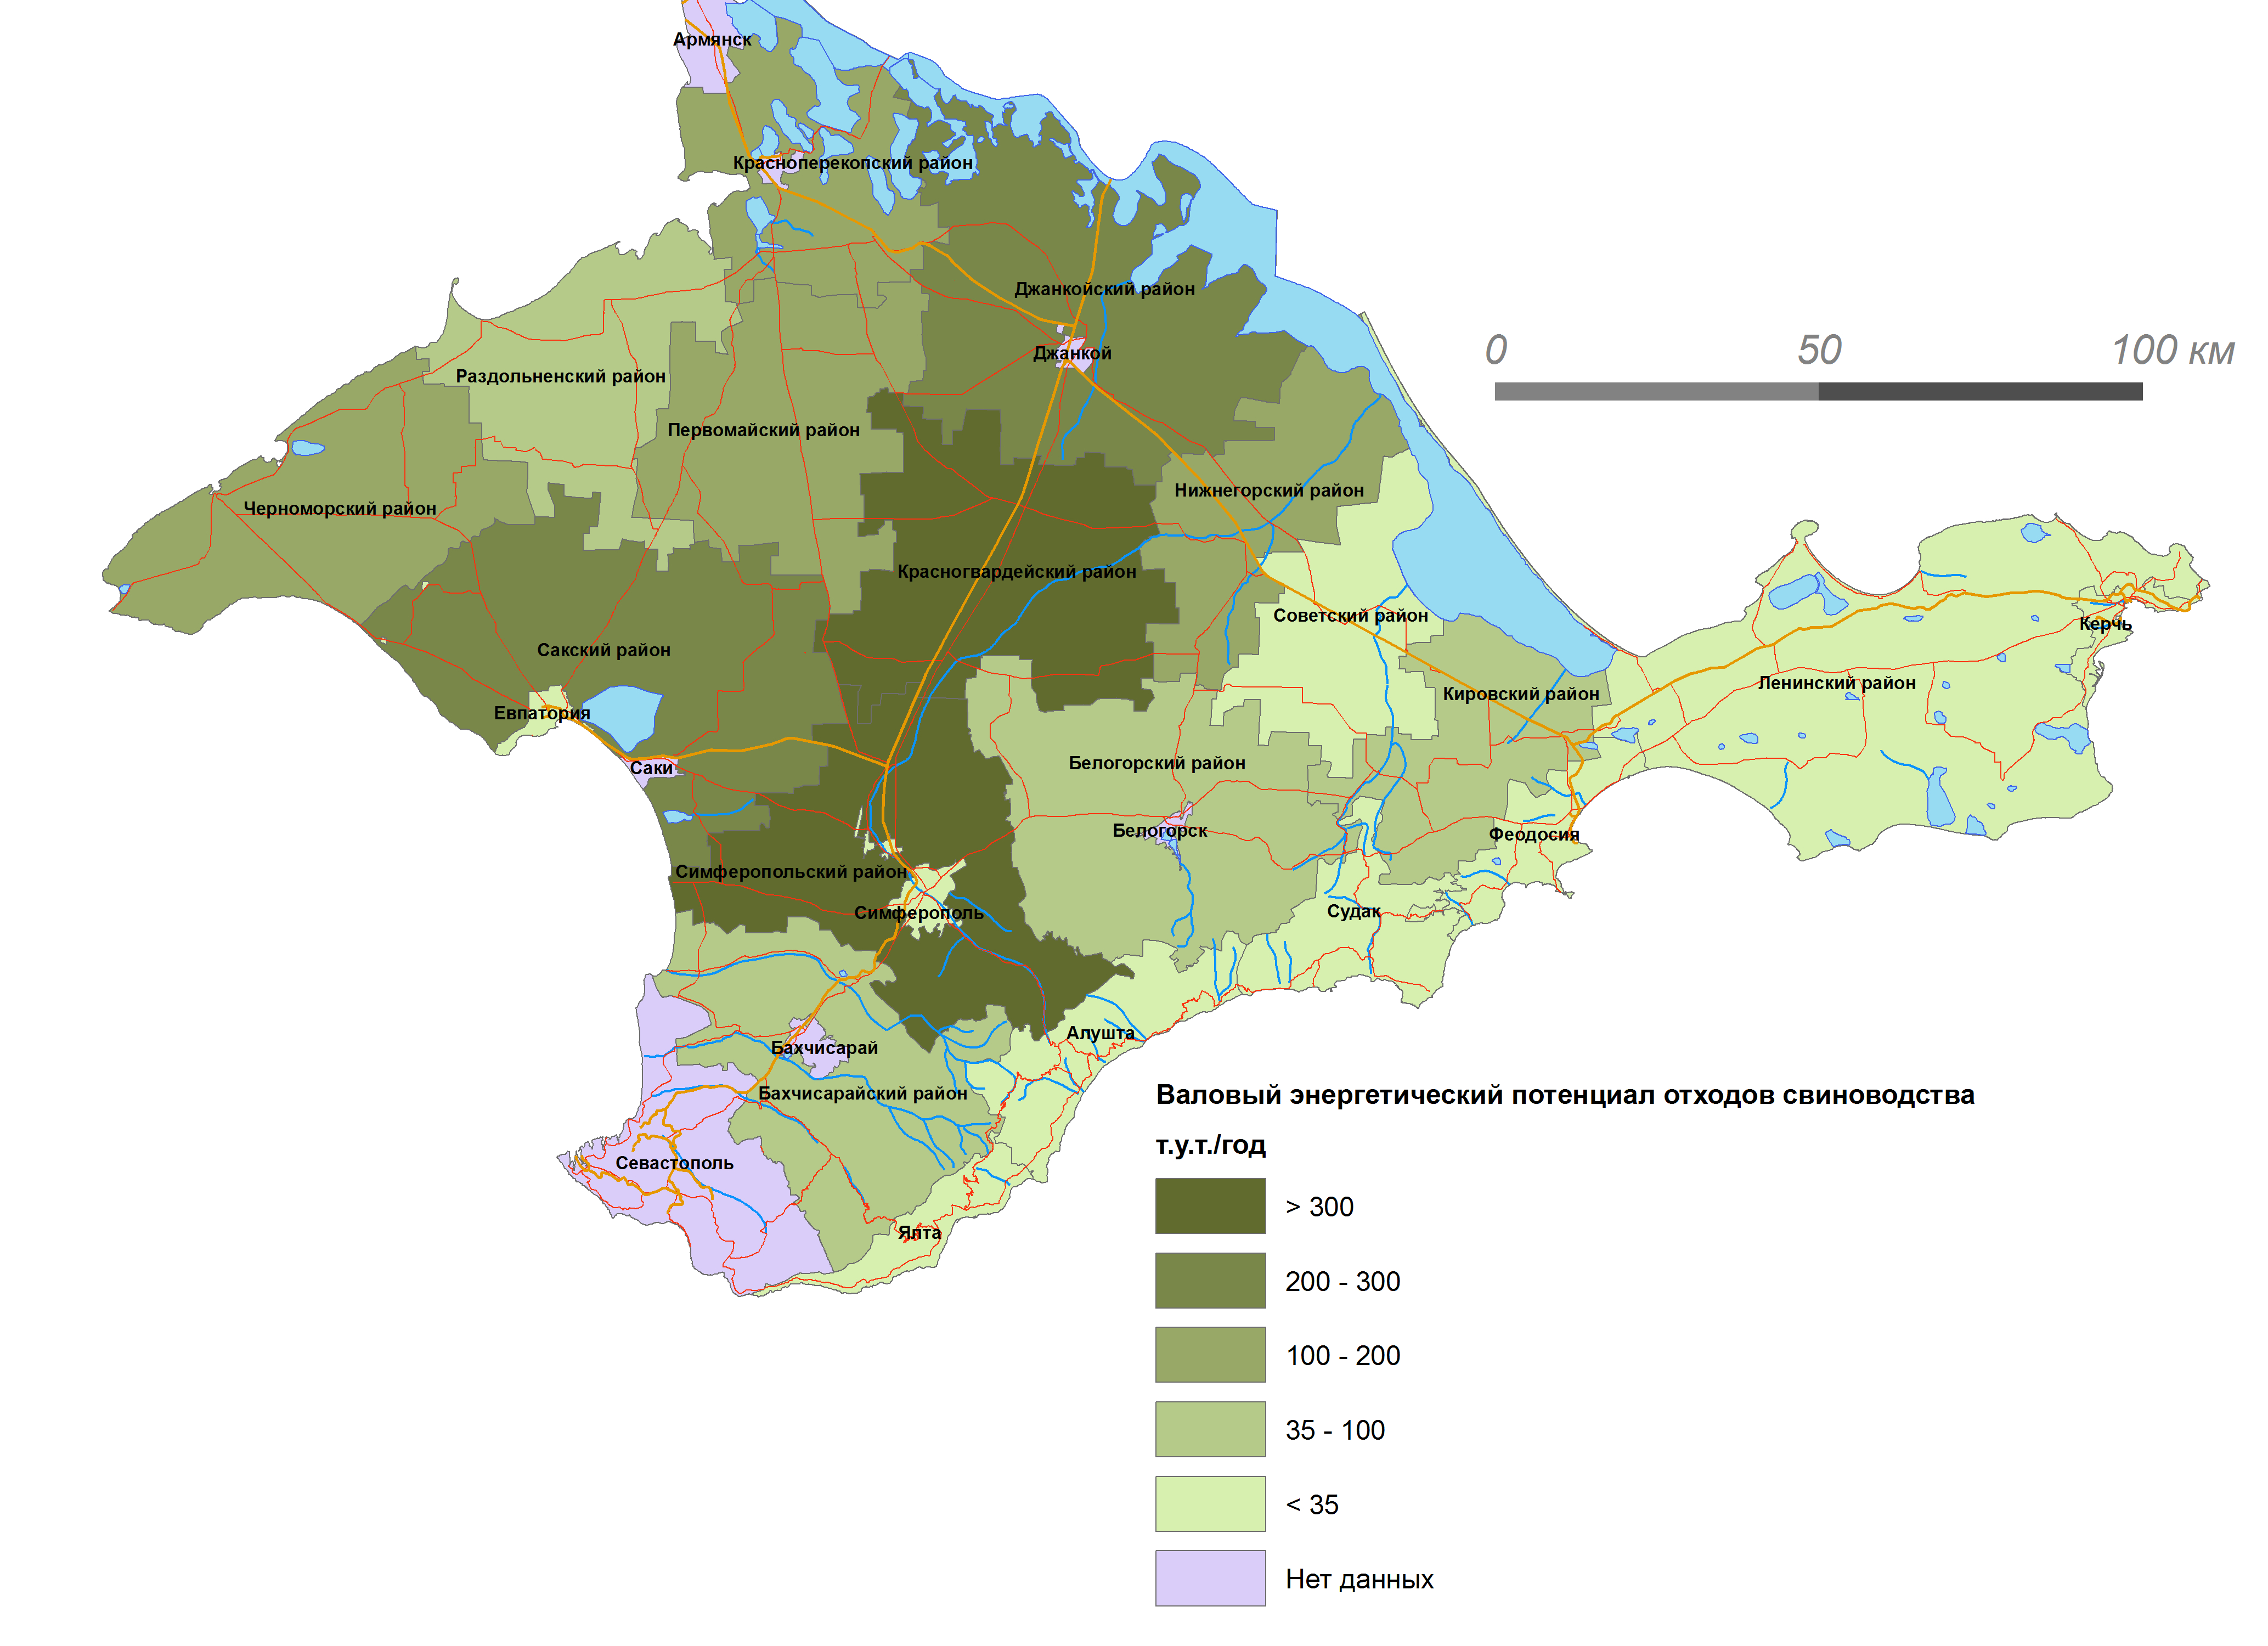 Армянск
Красноперекопский район
Джанкойский район
0 50 100 км
Джанкой
Раздольненский район
Первомайский район
Нижнегорский район
Черноморский район
Красногвардейский район
Советский район
Керчь
Сакский район
Ленинский район
Кировский район
Евпатория
Белогорский район
Саки
Белогорск
Феодосия
Симферопольский район
Судак
Симферополь
Алушта
Бахчисарай
Бахчисарайский район
Севастополь
Ялта
Валовый энергетический потенциал отходов свиноводства
т.у.т./год
> 300
200 - 300
100 - 200
35 - 100
< 35
Нет данных